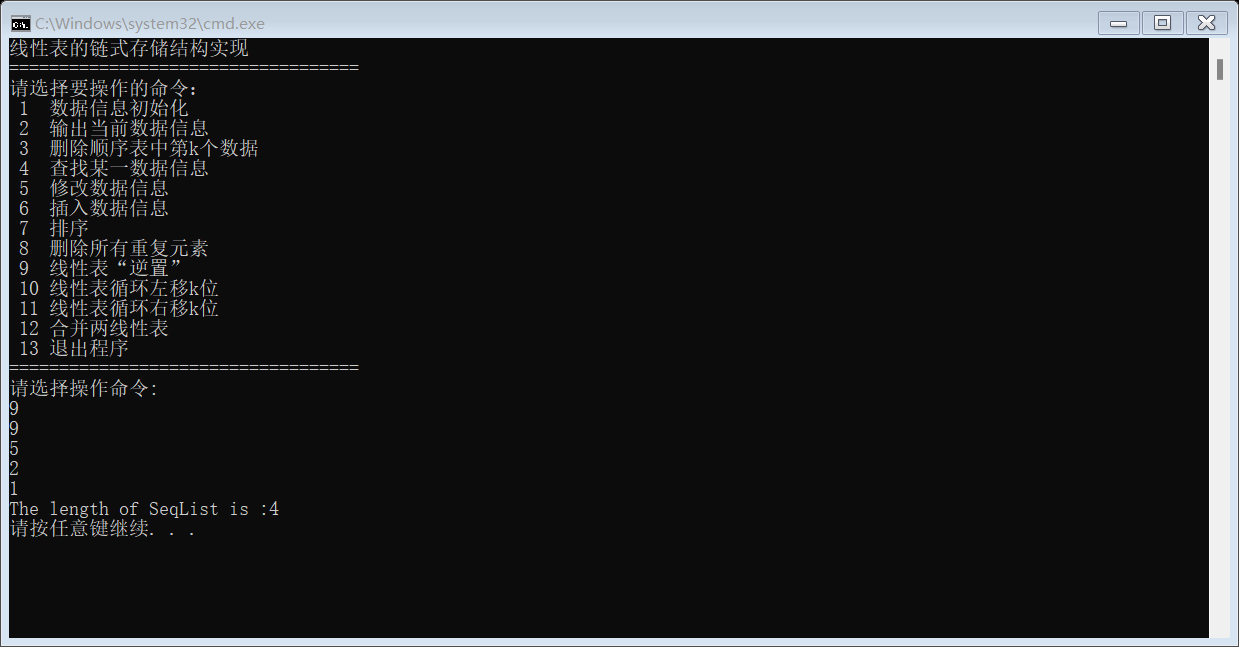 C:\Windows\system32\cmd.exe
线性表的链式存储结构实现
===================================
请选择要操作的命令：
1 数据信息初始化
2 输出当前数据信息
3 删除顺序表中第k个数据
4 查找某一数据信息
5 修改数据信息
6 插入数据信息
7 排序
8 删除所有重复元素
9 线性表“逆置”
10 线性表循环左移k位
11 线性表循环右移k位
12 合并两线性表
13 退出程序
===================================
请选择操作命令:
9
9
5
2
1
The length of SeqList is :4
请按任意键继续. . .